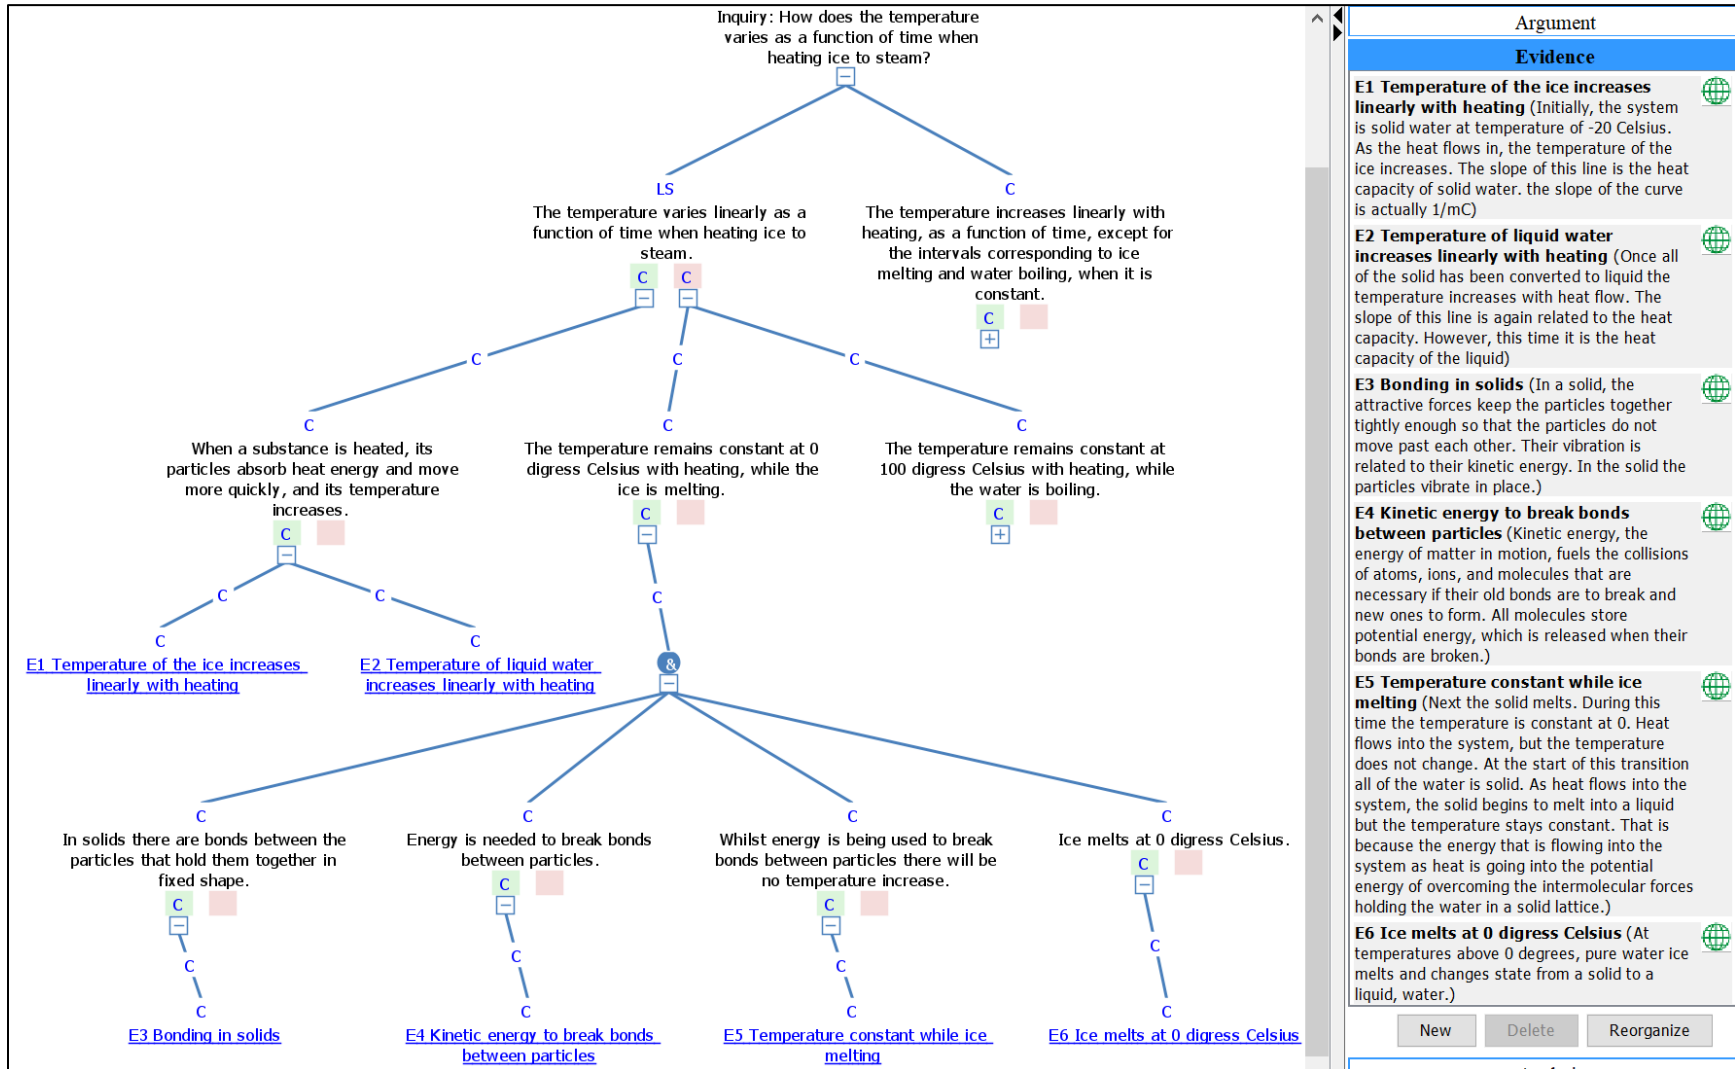 Inquiry: How does the temperature
varies as a function of time when
heating ice to steam?
LS
C
The temperature varies linearly as a
function of time when heating ice to
steam.
C
C
The temperature increases linearly with
heating, as a function of time, except for
the intervals corresponding to ice
melting and water boiling, when it is
constant.
C
C
C
C
C
C
C
When a substance is heated, its
particles absorb heat energy and move
more quickly, and its temperature
increases.
C
The temperature remains constant at 0
digress Celsius with heating, while the
ice is melting.
C
The temperature remains constant at
100 digress Celsius with heating, while
the water is boiling.
C
C
C
C
C
C
E1 Temperature of the ice increases
linearly with heating
E2 Temperature of liquid water
increases linearly with heating
&
C
C
C
C
In solids there are bonds between the
particles that hold them together in
fixed shape.
C
Energy is needed to break bonds
between particles.
C
Whilst energy is being used to break
bonds between particles there will be
no temperature increase.
C
Ice melts at 0 digress Celsius.
C
C
C
C
C
C
C
C
C
E3 Bonding in solids
E4 Kinetic energy to break bonds
between particles
E5 Temperature constant while ice
melting
E6 Ice melts at 0 digress Celsius
Argument
Evidence
E1 Temperature of the ice increases
linearly with heating (Initially, the system
is solid water at temperature of -20 Celsius.
As the heat flows in, the temperature of the
ice increases. The slope of this line is the heat
capacity of solid water. the slope of the curve
is actually 1/mC)
E2 Temperature of liquid water
increases linearly with heating (Once all
of the solid has been converted to liquid the
temperature increases with heat flow. The
slope of this line is again related to the heat
capacity. However, this time it is the heat
capacity of the liquid)
E3 Bonding in solids (In a solid, the
attractive forces keep the particles together
tightly enough so that the particles do not
move past each other. Their vibration is
related to their kinetic energy. In the solid the
particles vibrate in place.)
E4 Kinetic energy to break bonds
between particles (Kinetic energy, the
energy of matter in motion, fuels the collisions
of atoms, ions, and molecules that are
necessary if their old bonds are to break and
new ones to form. All molecules store
potential energy, which is released when their
bonds are broken.)
E5 Temperature constant while ice
melting (Next the solid melts. During this
time the temperature is constant at 0. Heat
flows into the system, but the temperature
does not change. At the start of this transition
all of the water is solid. As heat flows into the
system, the solid begins to melt into a liquid
but the temperature stays constant. That is
because the energy that is flowing into the
system as heat is going into the potential
energy of overcoming the intermolecular forces
holding the water in a solid lattice.)
E6 Ice melts at 0 digress Celsius (At
temperatures above 0 degrees, pure water ice
melts and changes state from a solid to a
liquid, water.)
New
Delete
Reorganize